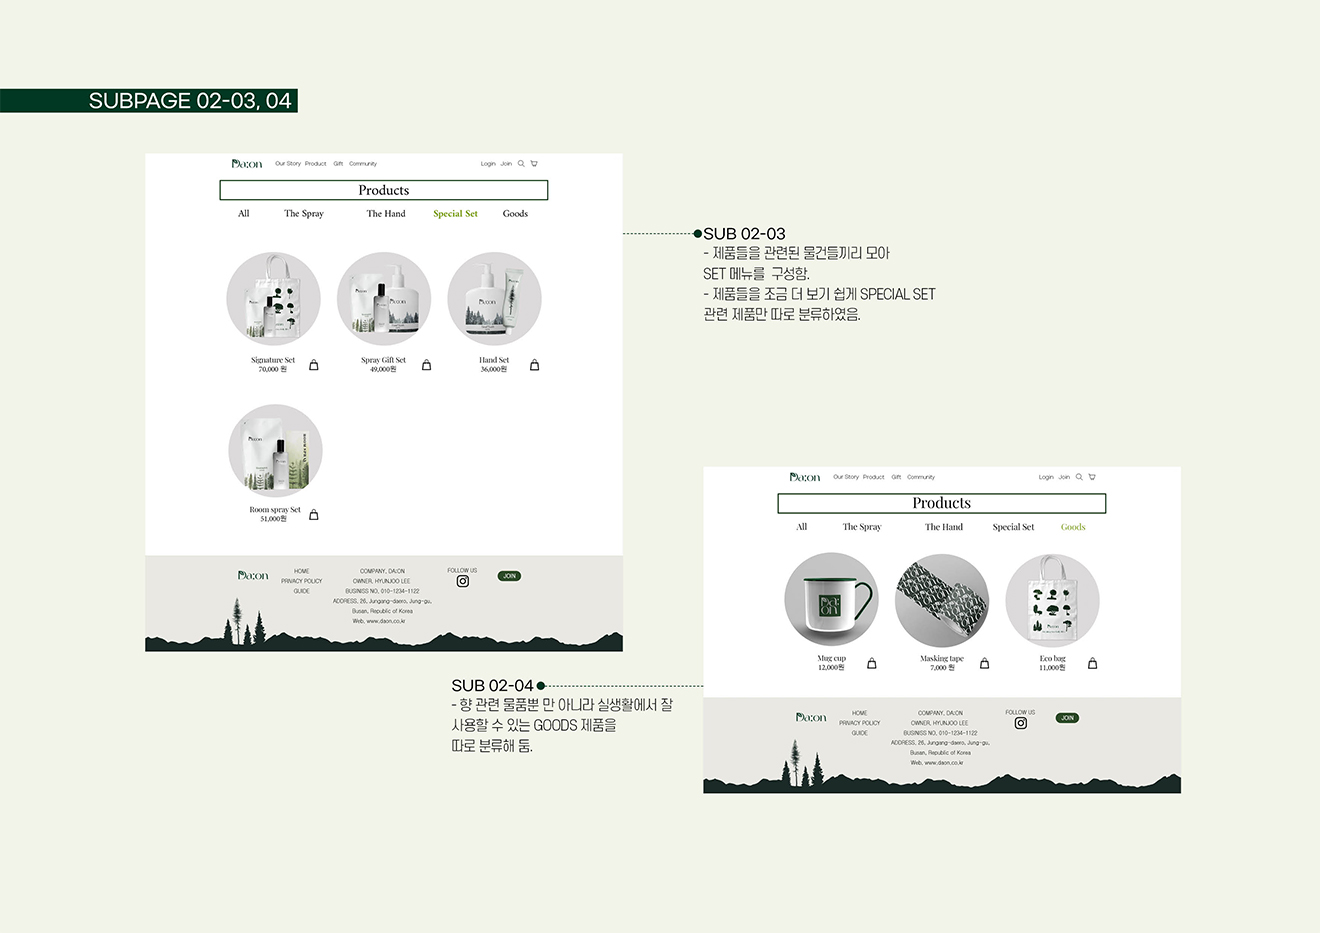 SUBPAGE 02-03, 04
Da:on Our Story Product Gift Community Login Join
Products
All The Spray The Hand Special Set Goods
Signature Set
70,000 원
Spray Gift Set
49,000원
Hand Set
36,000원
Room spray Set
51,000원
Da:on
HOME
PRIVACY POLICY
GUIDE
COMPANY, DA:ON
OWNER, HYUNJOO LEE
BUSINISS NO, 010-1234-1122
ADDRESS, 26, Jungang-daero, Jung-gu,
Busan, Republic of Korea
Web, www.daon.co.kr
FOLLOW US
JOIN
SUB 02-03
- 제품들을 관련된 물건들끼리 모아
SET 메뉴를 구성함.
- 제품들을 조금 더 보기 쉽게 SPECIAL SET
관련 제품만 따로 분류하였음.
Da:on Our Story Product Gift Community Login Join
Products
All The Spray The Hand Special Set Goods
Da:
on
Mug cup
12,000원
Masking tape
7,000 원
Eco bag
11,000원
Da:on
HOME
PRIVACY POLICY
GUIDE
COMPANY, DA:ON
OWNER, HYUNJOO LEE
BUSINISS NO, 010-1234-1122
ADDRESS, 26, Jungang-daero, Jung-gu,
Busan, Republic of Korea
Web, www.daon.co.kr
FOLLOW US
JOIN
SUB 02-04
- 향 관련 물품뿐 만 아니라 실생활에서 잘
사용할 수 있는 GOODS 제품을
따로 분류해 둠.